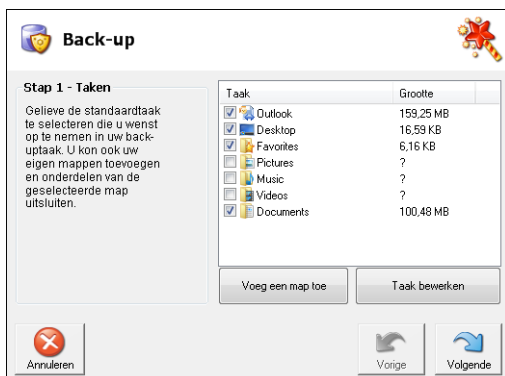 Back-up
Stap 1 - Taken
Gelieve de standaardtaak
te selecteren die u wenst
op te nemen in uw back-
uptaak. U kon ook uw
eigen mappen toevoegen
en onderdelen van de
geselecteerde map
uitsluiten.
Taak Grootte
Outlook 159,25 MB
Desktop 16,59 KB
Favorites 6,16 KB
Pictures ?
Music ?
Videos ?
Documents 100,48 MB
Voeg een map toe Taak bewerken
Annuleren Vorige Volgende